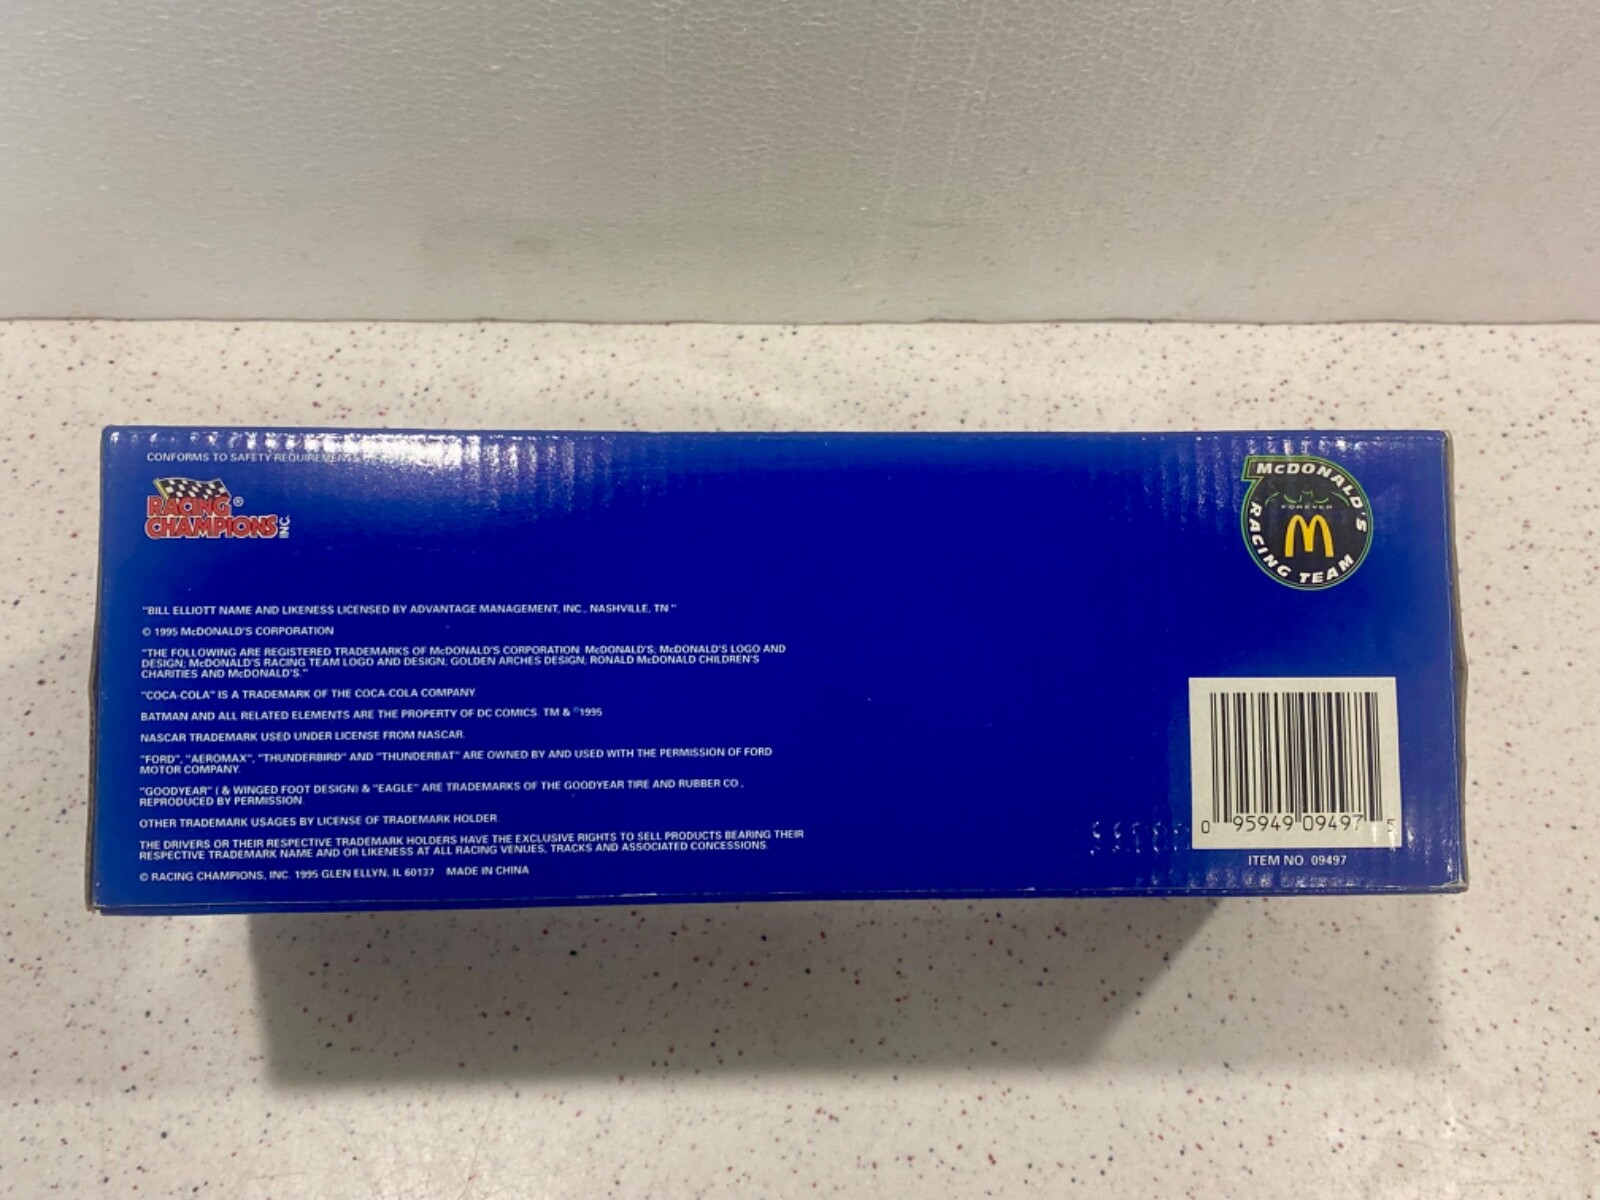 CONFORMS TO SAFETY REQUIREMENTS
RACING ®
CHAMPIONS INC.
McDONALD'S
FOREVER
RACING TEAM
"BILL ELLIOTT NAME AND LIKENESS LICENSED BY ADVANTAGE MANAGEMENT, INC., NASHVILLE, TN."
© 1995 McDONALD'S CORPORATION
"THE FOLLOWING ARE REGISTERED TRADEMARKS OF McDONALD'S CORPORATION: McDONALD'S; McDONALD'S LOGO AND
DESIGN; McDONALD'S RACING TEAM LOGO AND DESIGN; GOLDEN ARCHES DESIGN; RONALD McDONALD CHILDREN'S
CHARITIES AND McDONALD'S."
"COCA-COLA" IS A TRADEMARK OF THE COCA-COLA COMPANY.
BATMAN AND ALL RELATED ELEMENTS ARE THE PROPERTY OF DC COMICS. TM & ©1995
NASCAR TRADEMARK USED UNDER LICENSE FROM NASCAR.
"FORD", "AEROMAX", "THUNDERBIRD" AND "THUNDERBAT" ARE OWNED BY AND USED WITH THE PERMISSION OF FORD
MOTOR COMPANY.
"GOODYEAR" ( & WINGED FOOT DESIGN) & "EAGLE" ARE TRADEMARKS OF THE GOODYEAR TIRE AND RUBBER CO.,
REPRODUCED BY PERMISSION.
OTHER TRADEMARK USAGES BY LICENSE OF TRADEMARK HOLDER.
THE DRIVERS OR THEIR RESPECTIVE TRADEMARK HOLDERS HAVE THE EXCLUSIVE RIGHTS TO SELL PRODUCTS BEARING THEIR
RESPECTIVE TRADEMARK NAME AND OR LIKENESS AT ALL RACING VENUES, TRACKS AND ASSOCIATED CONCESSIONS.
© RACING CHAMPIONS, INC. 1995 GLEN ELLYN, IL 60137 MADE IN CHINA
0 95949 09497 5
ITEM NO. 09497